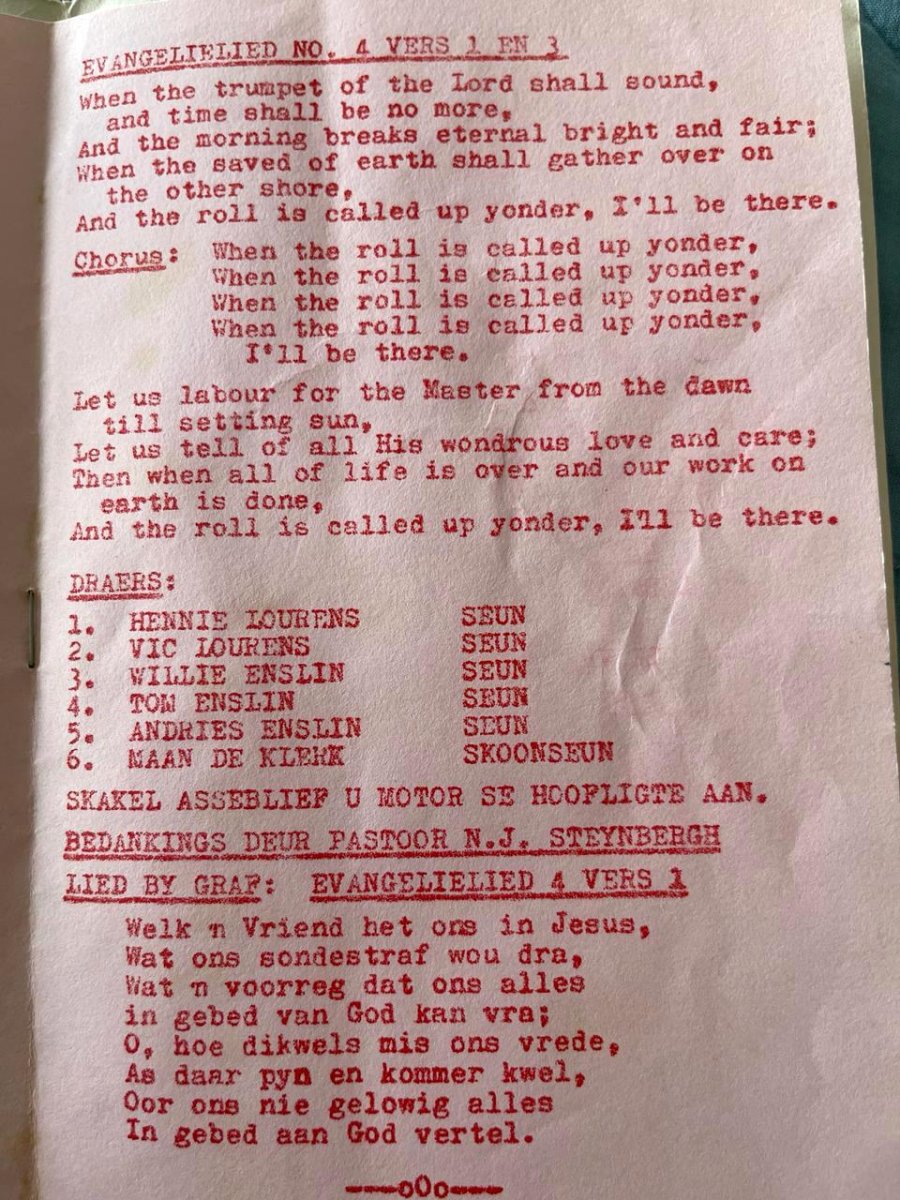 EVANGELIELIED NO. 4 VERS 1 EN 3
When the trumpet of the Lord shall sound,
and time shall be no more,
And the morning breaks eternal bright and fair;
When the saved of earth shall gather over on
the other shore,
And the roll is called up yonder, I'll be there.
Chorus: When the roll is called up yonder,
When the roll is called up yonder,
When the roll is called up yonder,
When the roll is called up yonder,
I'll be there.
Let us labour for the Master from the dawn
till setting sun,
Let us tell of all His wondrous love and care;
Then when all of life is over and our work on
earth is done,
And the roll is called up yonder, I'll be there.
DRAERS:
1. HENNIE LOURENS SEUN
2. VIC LOURENS SEUN
3. WILLIE ENSLIN SEUN
4. TOM ENSLIN SEUN
5. ANDRIES ENSLIN SEUN
6. MAAN DE KLERK SKOONSEUN
SKAKEL ASSEBLIEF U MOTOR SE HOOFLIGTE AAN.
BEDANKINGS DEUR PASTOOR N.J. STEYNBERGH
LIED BY GRAF: EVANGELIELIED 4 VERS 1
Welk 'n Vriend het ons in Jesus,
Wat ons sondestraf wou dra,
Wat 'n voorreg dat ons alles
in gebed van God kan vra;
O, hoe dikwels mis ons vrede,
As daar pyn en kommer kwel,
Oor ons nie gelowig alles
In gebed aan God vertel.
---oOo---